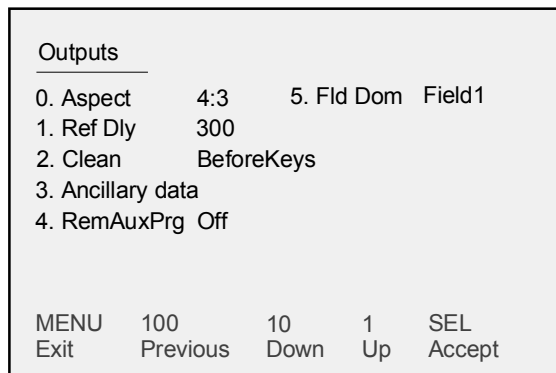 Outputs
0. Aspect 4:3 5. Fld Dom Field1
1. Ref Dly 300
2. Clean BeforeKeys
3. Ancillary data
4. RemAuxPrg Off
MENU 100 10 1 SEL
Exit Previous Down Up Accept